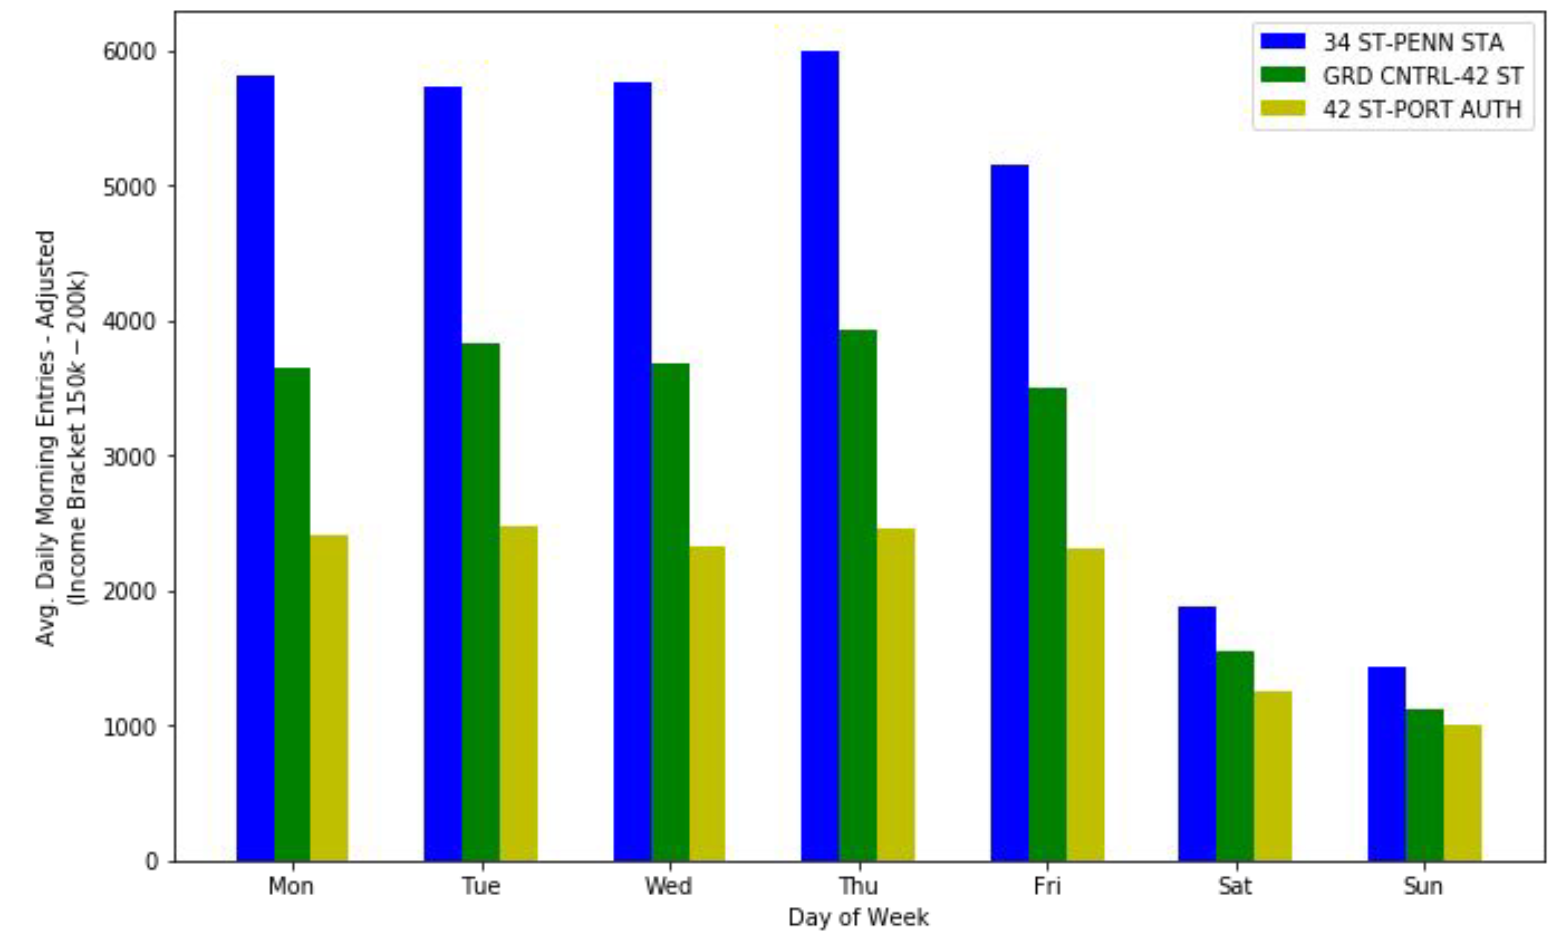 34 ST-PENN STA
GRD CNTRL-42 ST
42 ST-PORT AUTH
Avg. Daily Morning Entries - Adjusted
(Income Bracket 150k − 200k)
6000
5000
4000
3000
2000
1000
0
Mon Tue Wed Thu Fri Sat Sun
Day of Week